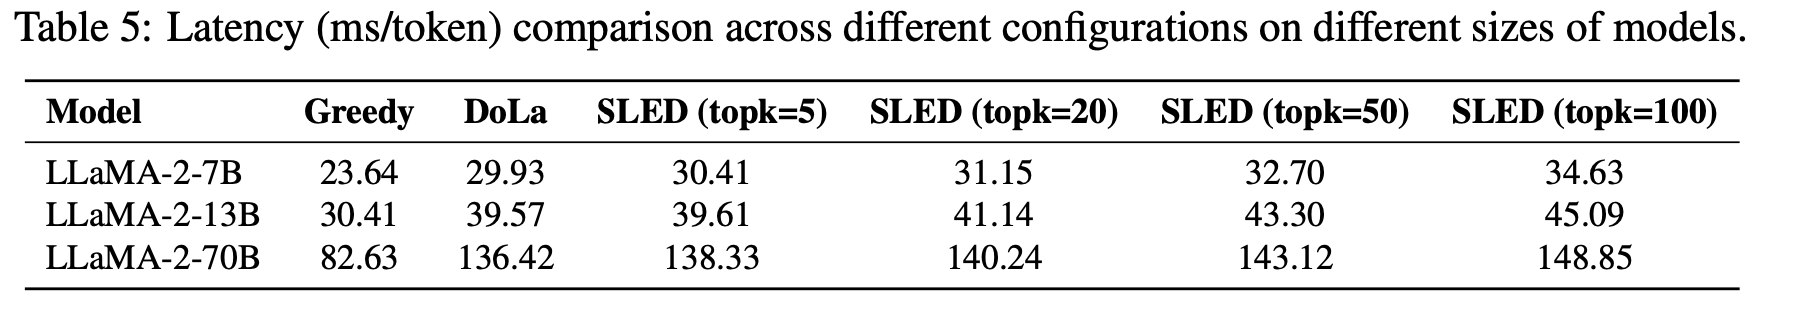 Table 5: Latency (ms/token) comparison across different configurations on different sizes of models.
Model Greedy DoLa SLED (topk=5) SLED (topk=20) SLED (topk=50) SLED (topk=100)
LLaMA-2-7B 23.64 29.93 30.41 31.15 32.70 34.63
LLaMA-2-13B 30.41 39.57 39.61 41.14 43.30 45.09
LLaMA-2-70B 82.63 136.42 138.33 140.24 143.12 148.85